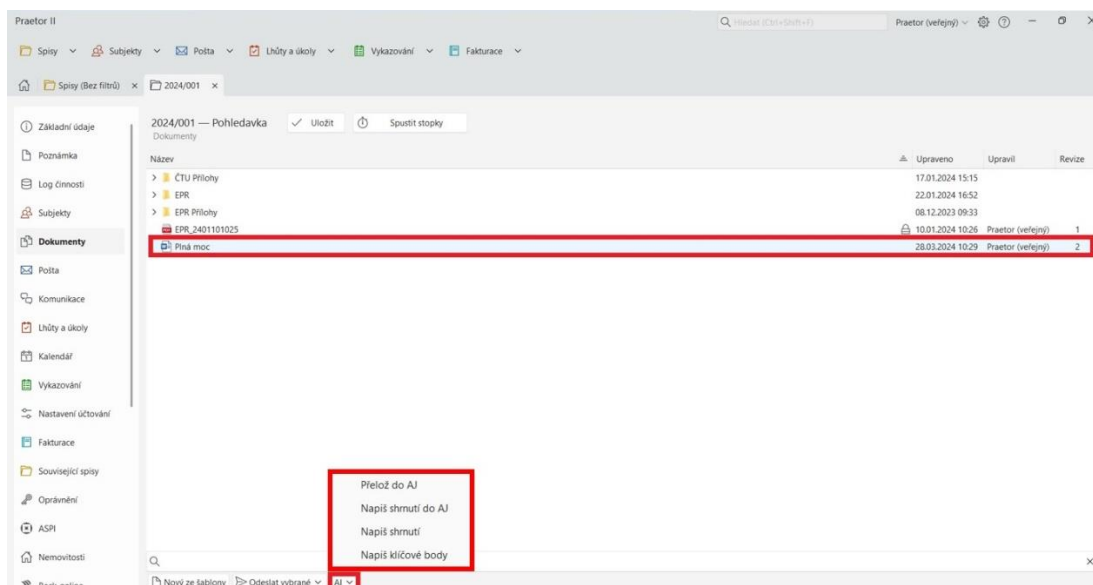 Praetor II
Hledat (Ctrl+Shift+F)
Praetor (veřejný)
Spisy Subjekty Pošta Lhůty a úkoly Vykazování Fakturace
Spisy (Bez filtrů) 2024/001
Základní údaje
Poznámka
Log činnosti
Subjekty
Dokumenty
Pošta
Komunikace
Lhůty a úkoly
Kalendář
Vykazování
Nastavení účtování
Fakturace
Související spisy
Oprávnění
ASPI
Nemovitosti
2024/001 — Pohledavka Uložit Spustit stopky
Dokumenty
Název Upraveno Upravil Revize
ČTU Přílohy 17.01.2024 15:15
EPR 22.01.2024 16:52
EPR Přílohy 08.12.2023 09:33
EPR_2401101025 10.01.2024 10:26 Praetor (veřejný) 1
Plná moc 28.03.2024 10:29 Praetor (veřejný) 2
Přelož do AJ
Napiš shrnutí do AJ
Napiš shrnutí
Napiš klíčové body
Nový ze šablony Odeslat vybrané AI